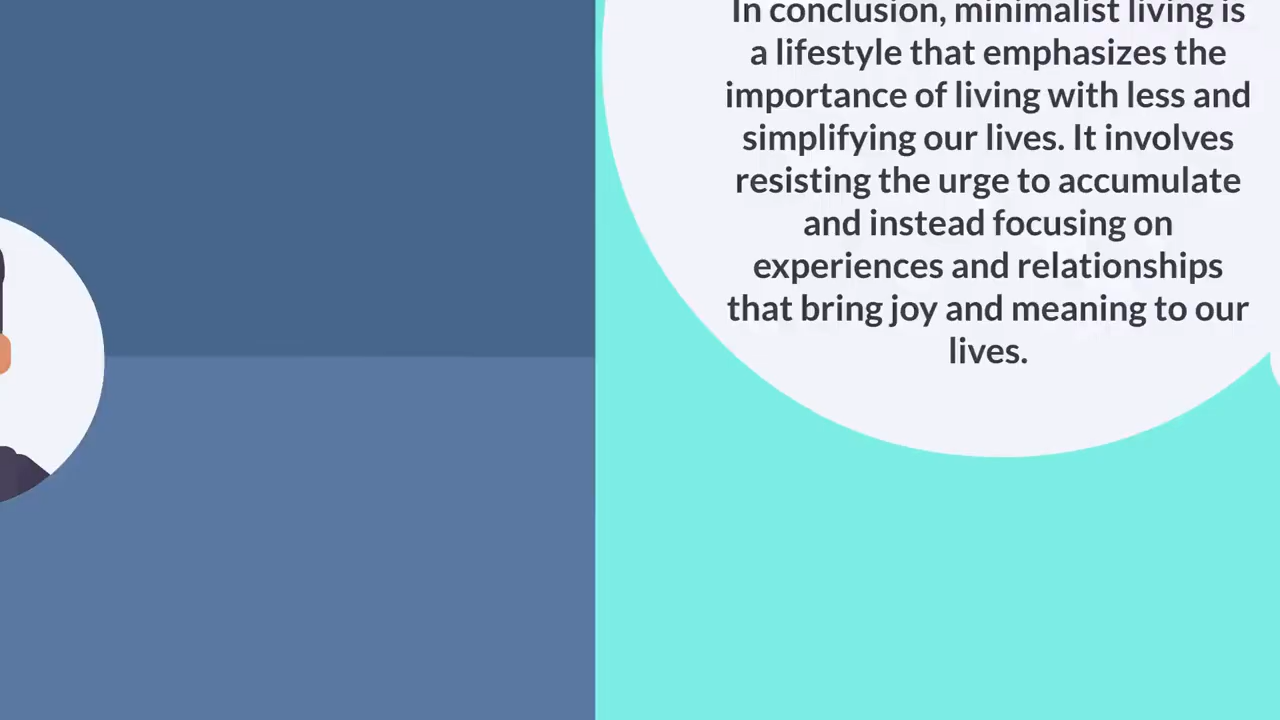 In conclusion, minimalist living is
a lifestyle that emphasizes the
importance of living with less and
simplifying our lives. It involves
resisting the urge to accumulate
and instead focusing on
experiences and relationships
that bring joy and meaning to our
lives.